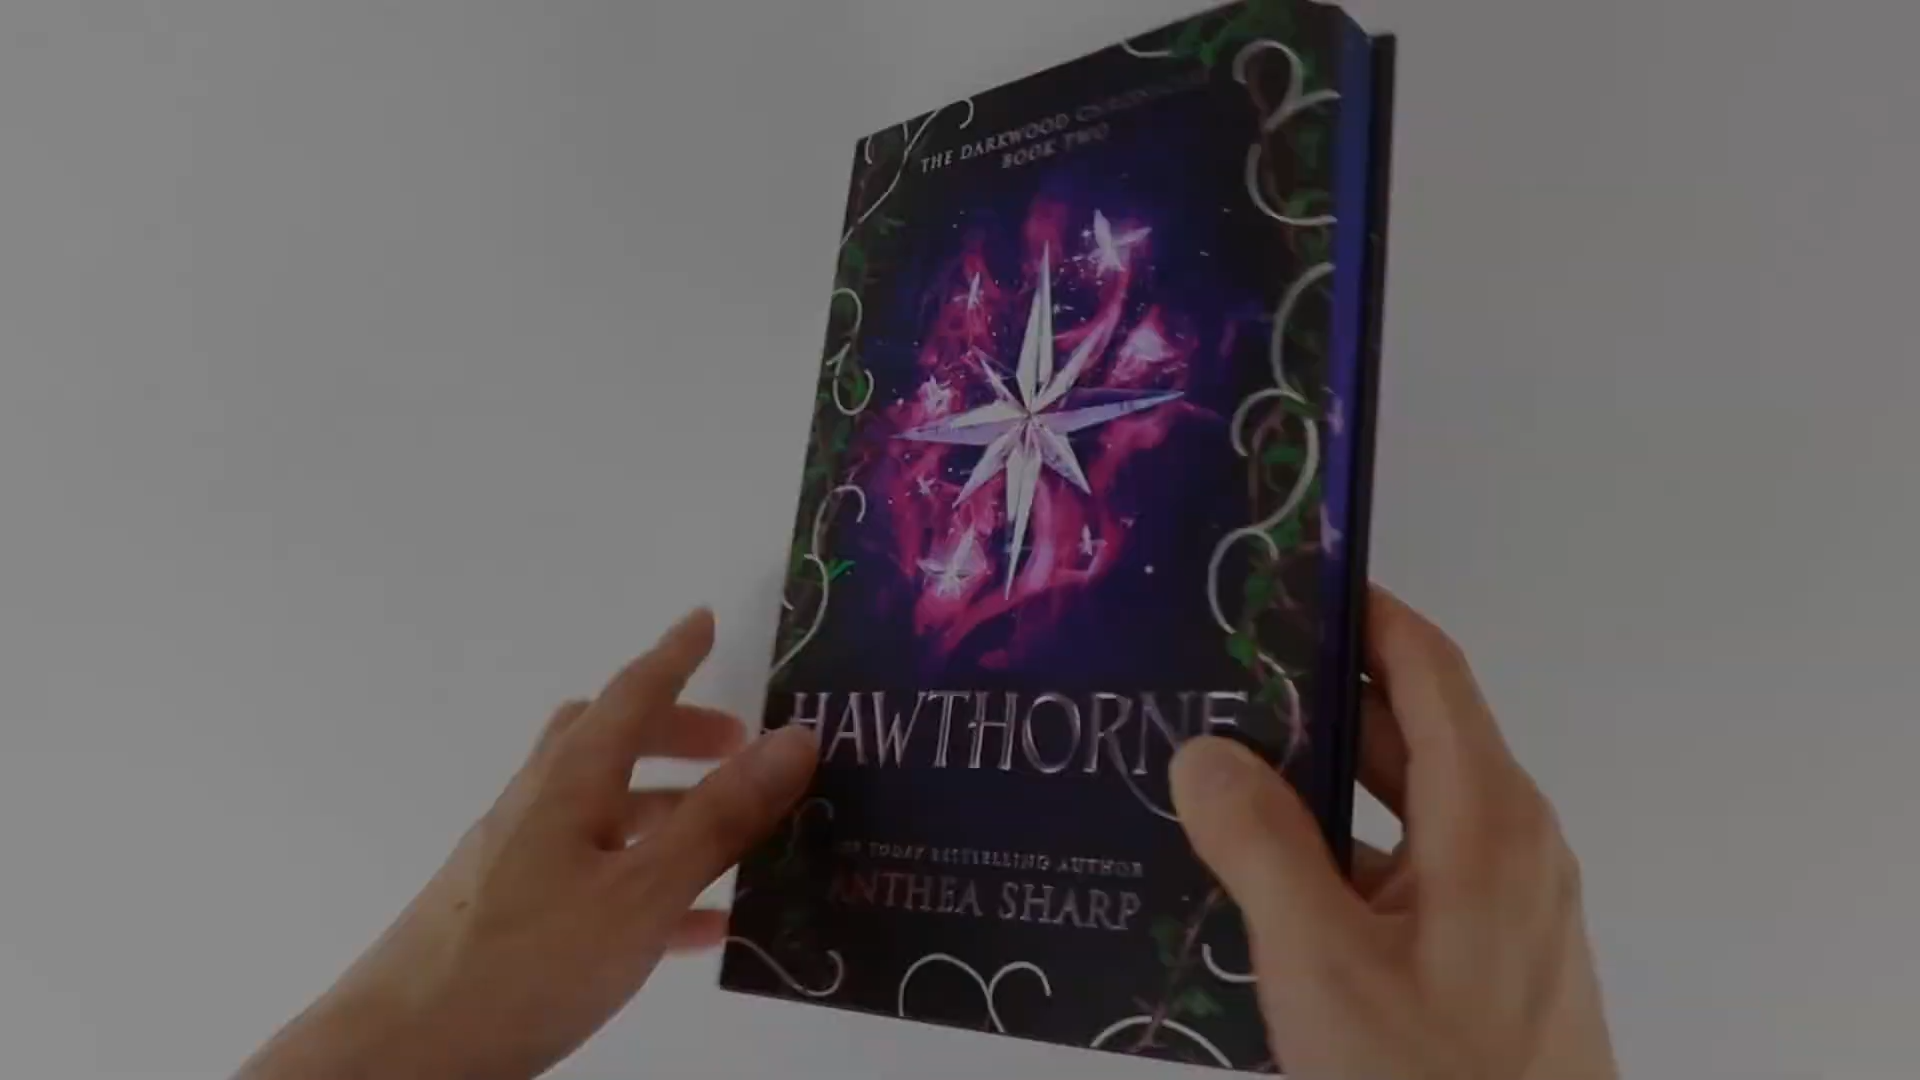 THE DARKWOOD
BOOK TWO
HAWTHORNE
TODAY BESTSELLING AUTHOR
ANTHEA SHARP